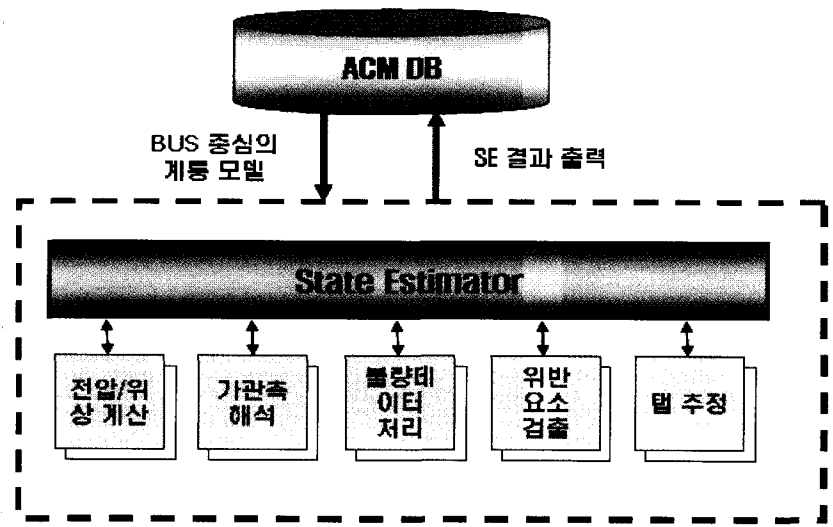 ACM DB
BUS 중심의
계통 모델
SE 결과 출력
State Estimator
전압/위
상 계산
가관측
해석
불량데
이터
처리
위반
요소
검출
탭 추정